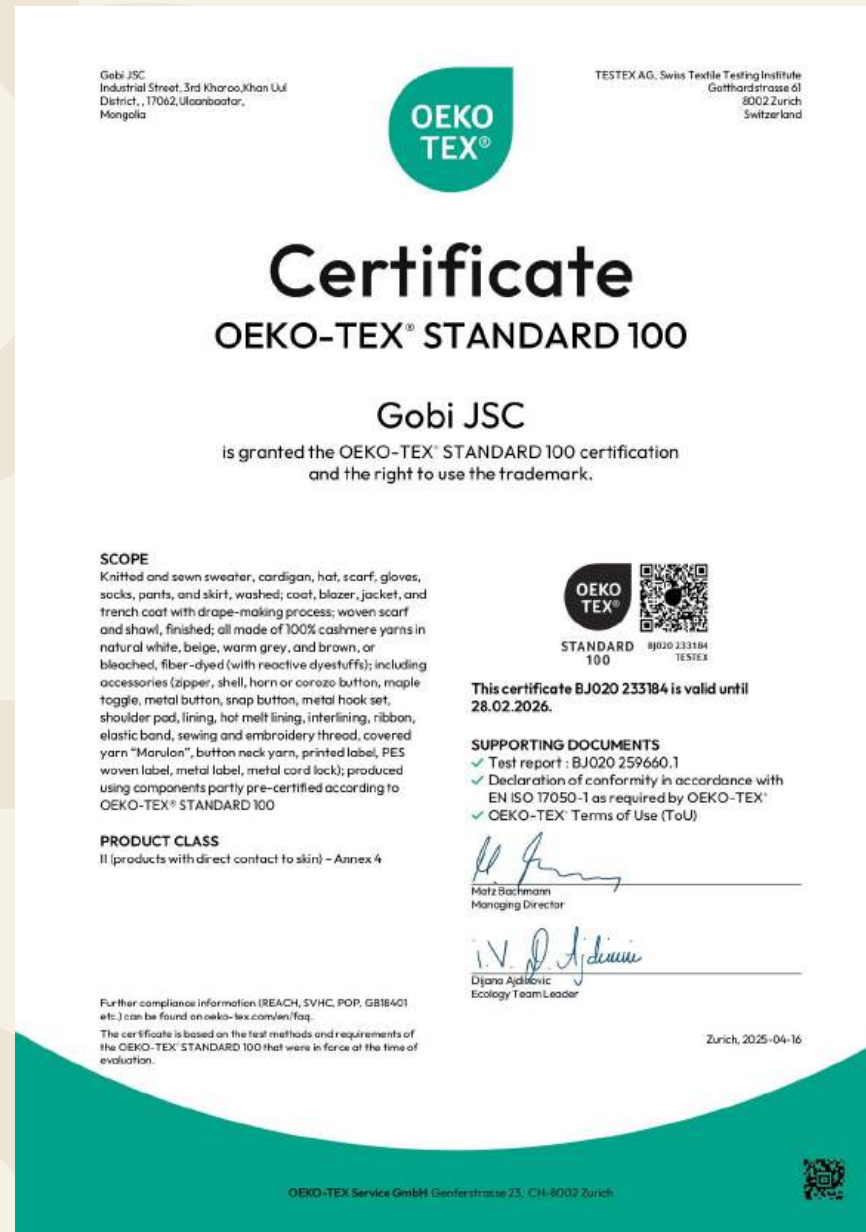 Gobi JSC
Industrial Street, 3rd Khoroo,Khan Uul
District, , 17062,Ulaanbaatar,
Mongolia
TESTEX AG, Swiss Textile Testing Institute
Gotthardstrasse 61
8002 Zurich
Switzerland
OEKO
TEX®
Certificate
OEKO-TEX® STANDARD 100
Gobi JSC
is granted the OEKO-TEX® STANDARD 100 certification
and the right to use the trademark.
SCOPE
Knitted and sewn sweater, cardigan, hat, scarf, gloves,
socks, pants, and skirt, washed; coat, blazer, jacket, and
trench coat with drape-making process; woven scarf
and shawl, finished; all made of 100% cashmere yarns in
natural white, beige, warm grey, and brown, or
bleached, fiber-dyed (with reactive dyestuffs); including
accessories (zipper, shell, horn or corozo button, maple
toggle, metal button, snap button, metal hook set,
shoulder pad, lining, hot melt lining, interlining, ribbon,
elastic band, sewing and embroidery thread, covered
yarn “Marulon”, button neck yarn, printed label, PES
woven label, metal label, metal cord lock); produced
using components partly pre-certified according to
OEKO-TEX® STANDARD 100
PRODUCT CLASS
II (products with direct contact to skin) – Annex 4
OEKO
TEX®
STANDARD
100
BJ020 233184
TESTEX
This certificate BJ020 233184 is valid until
28.02.2026.
SUPPORTING DOCUMENTS
✓ Test report : BJ020 259660.1
✓ Declaration of conformity in accordance with
EN ISO 17050-1 as required by OEKO-TEX®
✓ OEKO-TEX® Terms of Use (ToU)
Matz Bachmann
Managing Director
i.V. D. Ajdinovic
Dijana Ajdinovic
Ecology Team Leader
Further compliance information (REACH, SVHC, POP, GB18401
etc.) can be found on oeko-tex.com/en/faq.
The certificate is based on the test methods and requirements of
the OEKO-TEX® STANDARD 100 that were in force at the time of
evaluation.
Zurich, 2025-04-16
OEKO-TEX Service GmbH Genferstrasse 23, CH-8002 Zurich